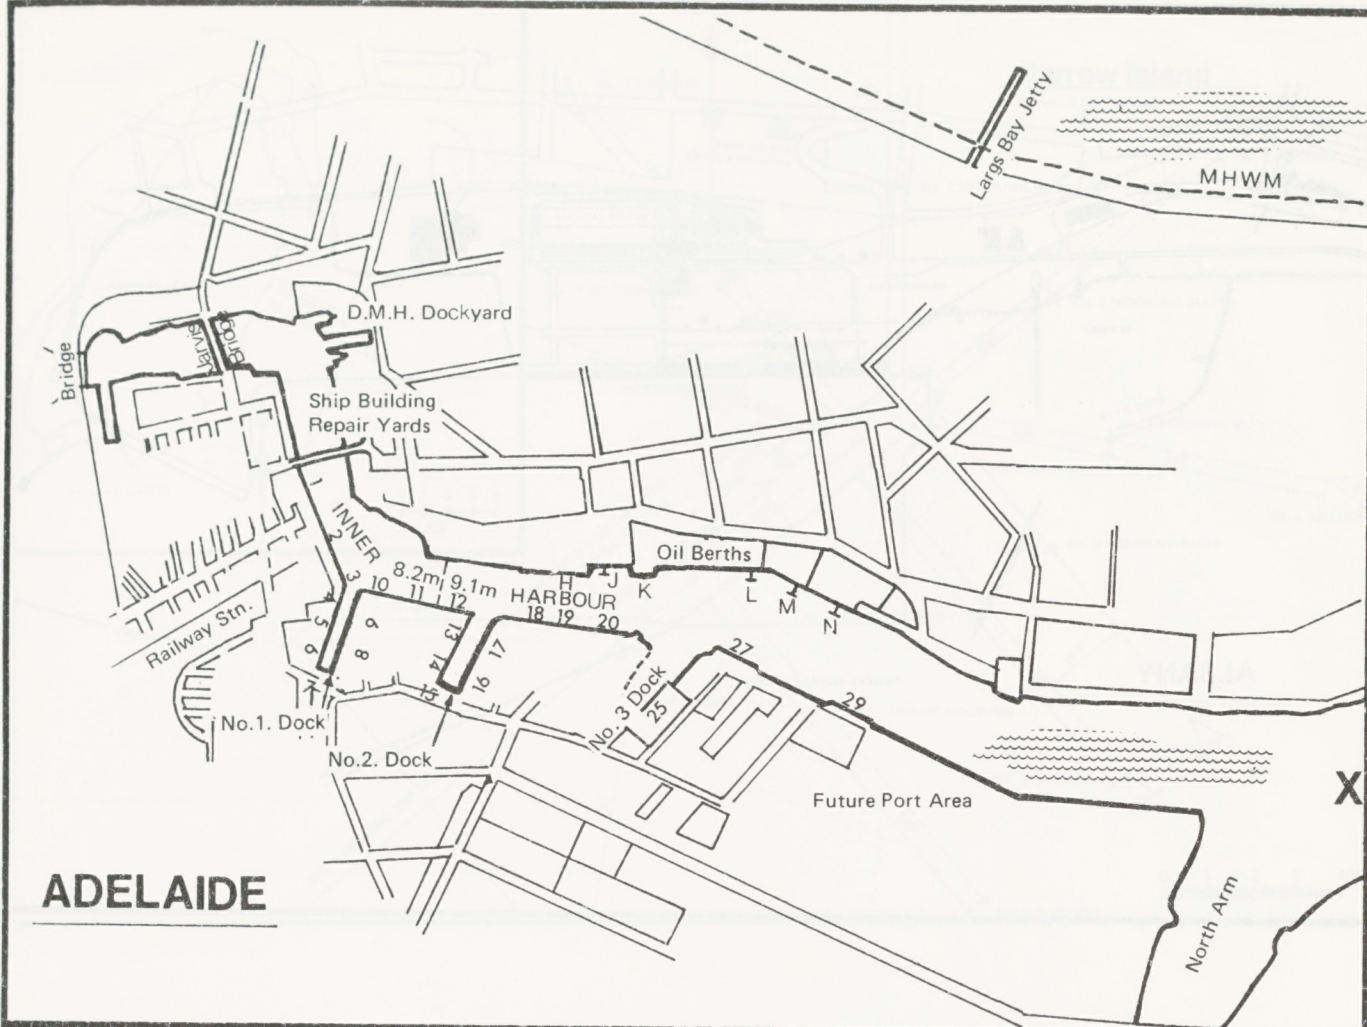 Largs Bay Jetty
MHWM
D.M.H. Dockyard
Jarvis
Bridge
Bridge
Ship Building
Repair Yards
1
INNER
2
Oil Berths
8.2m 9.1m
H
J
K
L
M
N
HARBOUR
3
10
11
12
18
19
20
4
5
6
9
8
13
14
15
16
17
Railway Stn.
27
29
25
No. 3 Dock
No.1. Dock
No.2. Dock
Future Port Area
X
ADELAIDE
North Arm